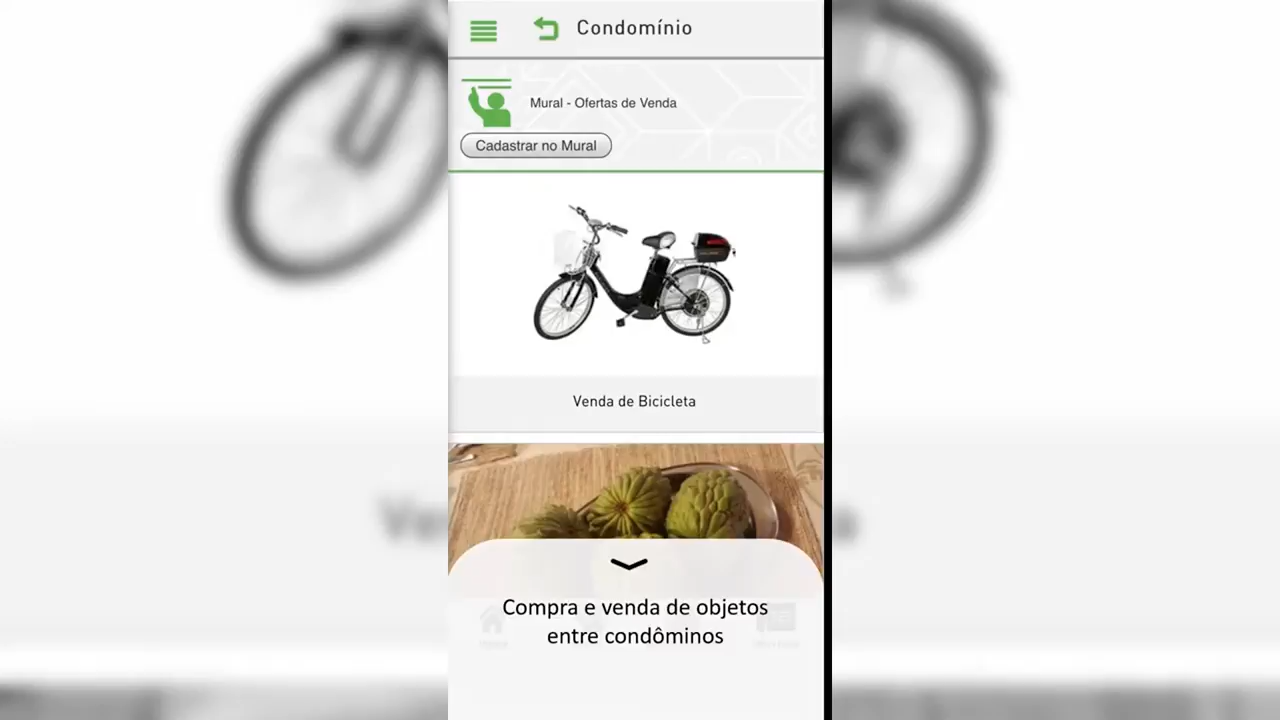 Condomínio
Mural - Ofertas de Venda
Cadastrar no Mural
Venda de Bicicleta
Compra e venda de objetos
entre condôminos